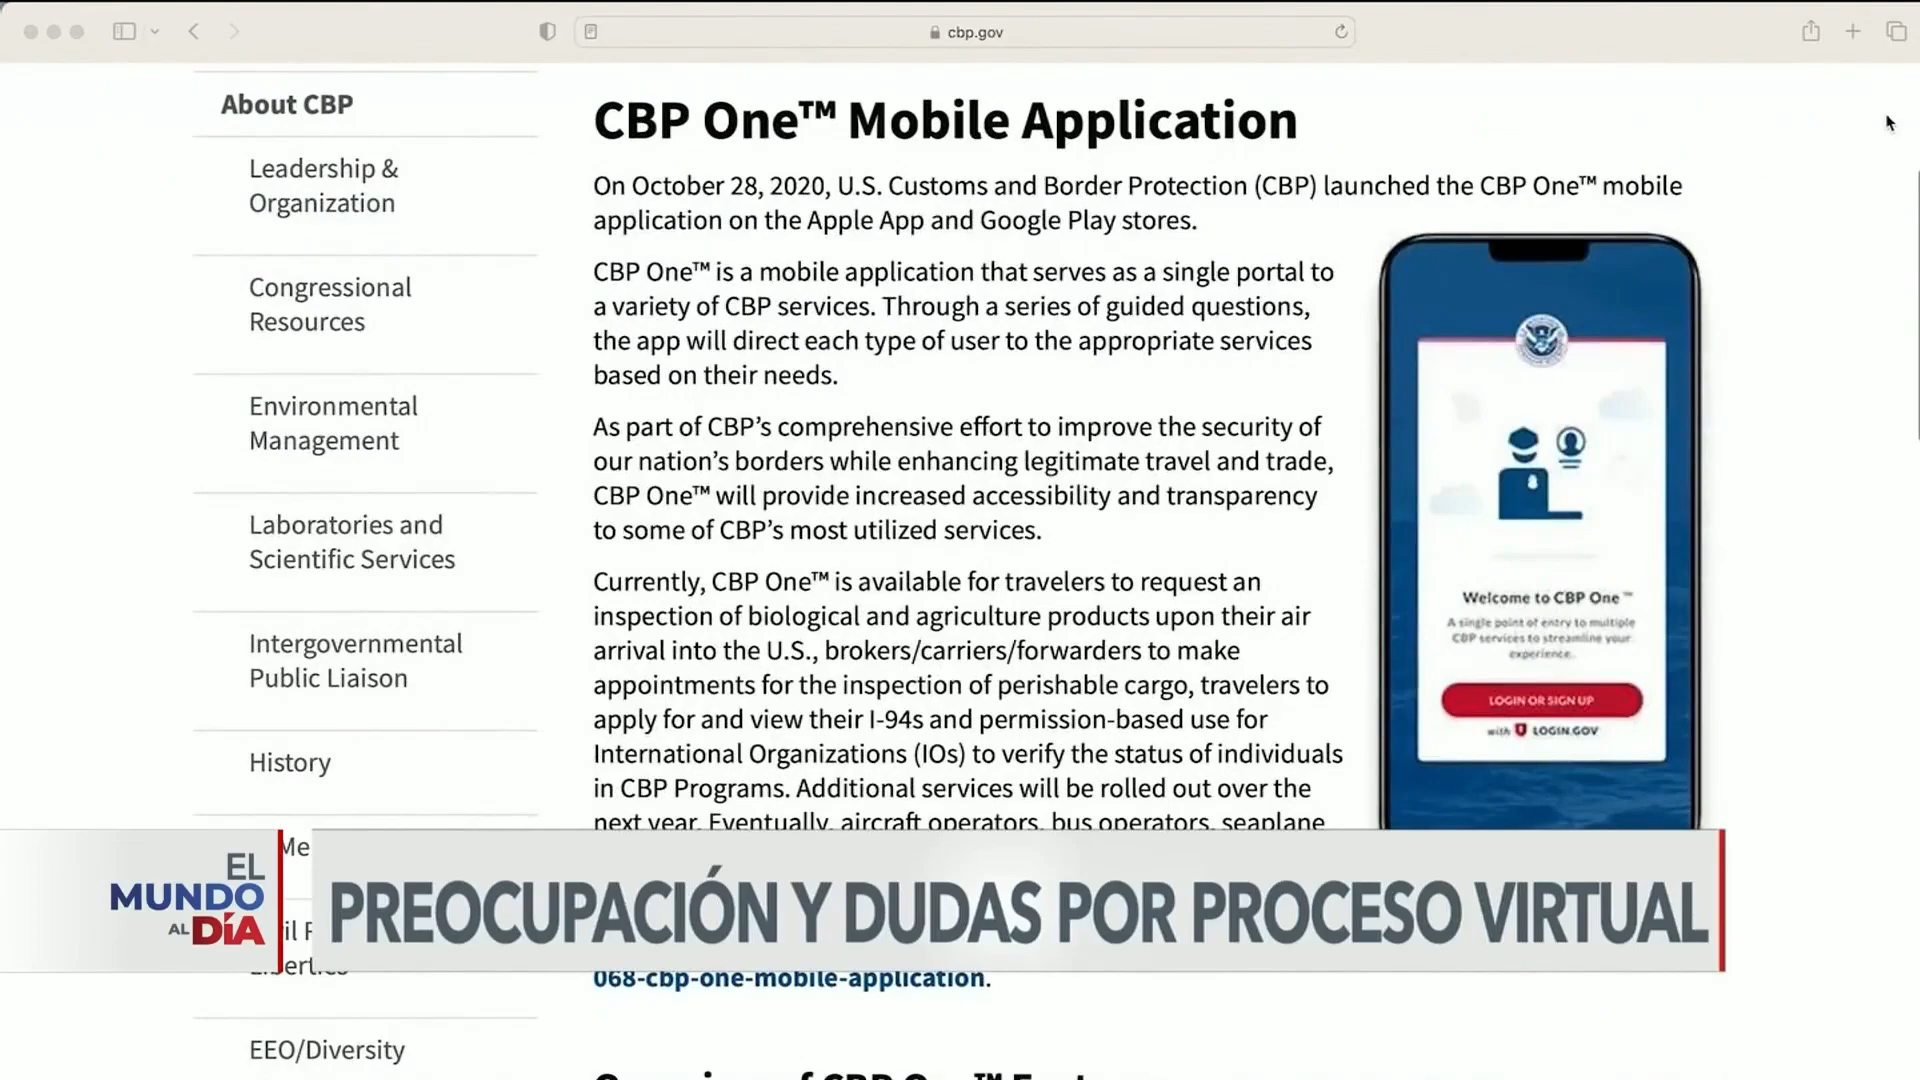 cbp.gov
About CBP
Leadership &
Organization
Congressional
Resources
Environmental
Management
Laboratories and
Scientific Services
Intergovernmental
Public Liaison
History
EEO/Diversity
CBP One™ Mobile Application
On October 28, 2020, U.S. Customs and Border Protection (CBP) launched the CBP One™ mobile
application on the Apple App and Google Play stores.
CBP One™ is a mobile application that serves as a single portal to
a variety of CBP services. Through a series of guided questions,
the app will direct each type of user to the appropriate services
based on their needs.
As part of CBP’s comprehensive effort to improve the security of
our nation’s borders while enhancing legitimate travel and trade,
CBP One™ will provide increased accessibility and transparency
to some of CBP’s most utilized services.
Currently, CBP One™ is available for travelers to request an
inspection of biological and agriculture products upon their air
arrival into the U.S., brokers/carriers/forwarders to make
appointments for the inspection of perishable cargo, travelers to
apply for and view their I-94s and permission-based use for
International Organizations (IOs) to verify the status of individuals
in CBP Programs. Additional services will be rolled out over the
next year. Eventually, aircraft operators, bus operators, seaplane
068-cbp-one-mobile-application.
Welcome to CBP One™
A single point of entry to multiple
CBP services to streamline your
experience.
LOGIN OR SIGN UP
with LOGIN.GOV
EL
MUNDO
AL DÍA
PREOCUPACIÓN Y DUDAS POR PROCESO VIRTUAL